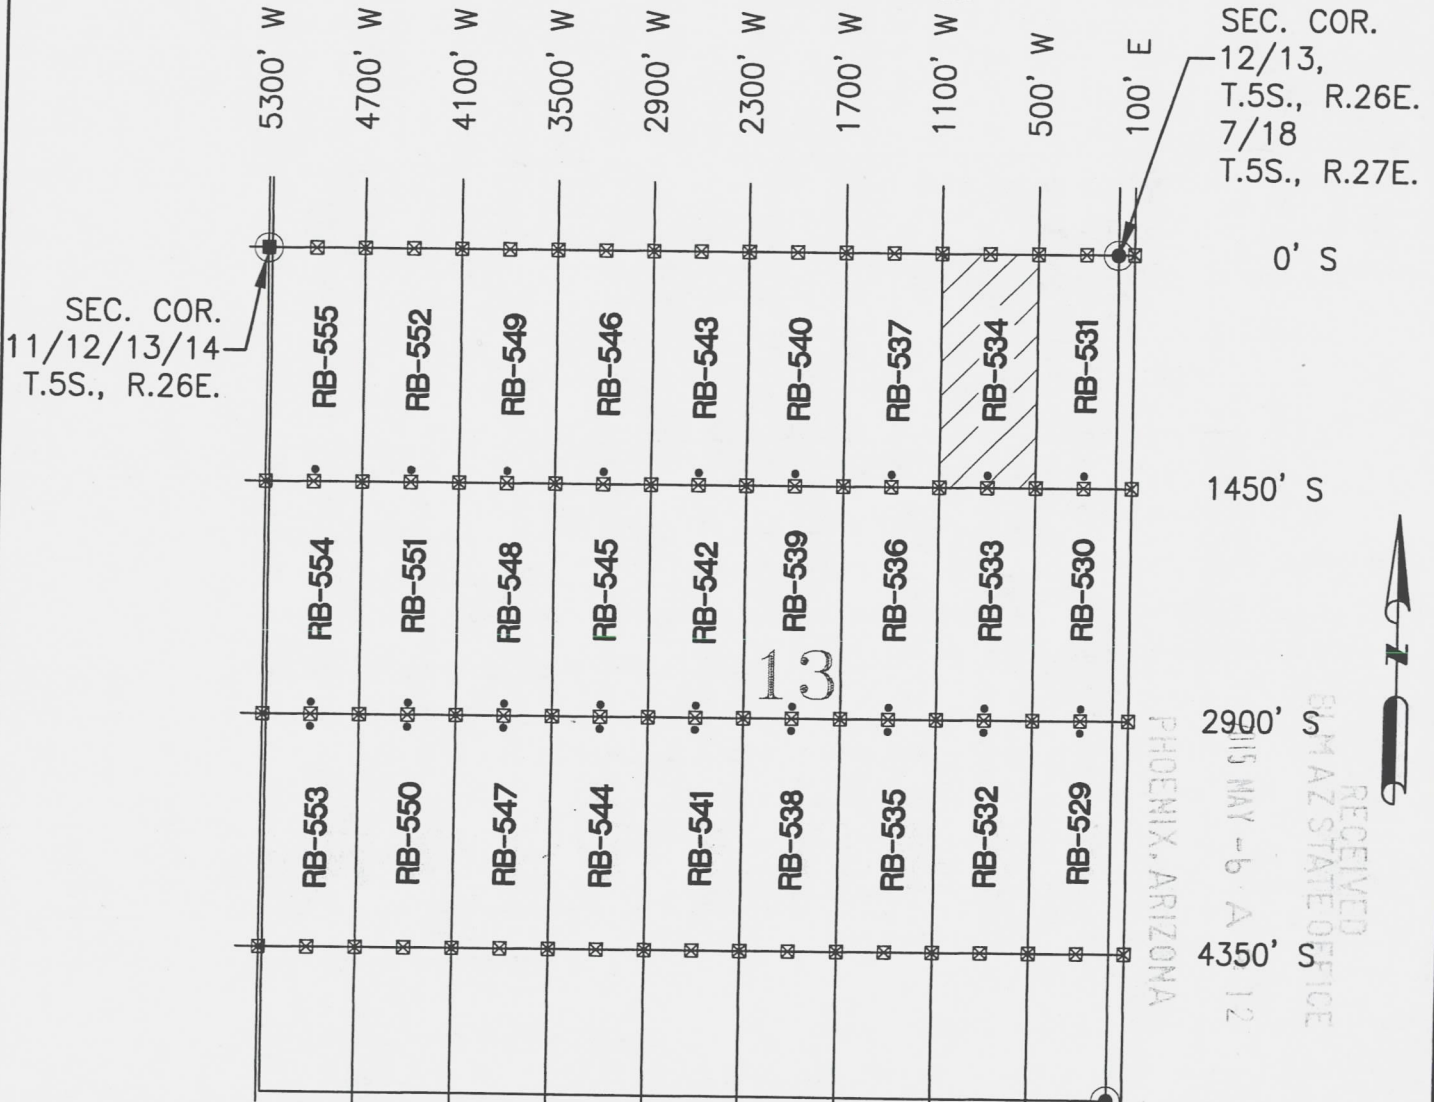 5300' W
4700' W
4100' W
3500' W
2900' W
2300' W
1700' W
1100' W
500' W
100' E
SEC. COR.
12/13,
T.5S., R.26E.
7/18
T.5S., R.27E.
0' S
SEC. COR.
11/12/13/14
T.5S., R.26E.
RB-555
RB-552
RB-549
RB-546
RB-543
RB-540
RB-537
RB-534
RB-531
1450' S
RB-554
RB-551
RB-548
RB-545
RB-542
RB-539
RB-536
RB-533
RB-530
13
N
2900' S
RB-553
RB-550
RB-547
RB-544
RB-541
RB-538
RB-535
RB-532
RB-529
4350' S
RECEIVED
BLM AZ STATE OFFICE
MAY -6 A 12
PHOENIX, ARIZONA